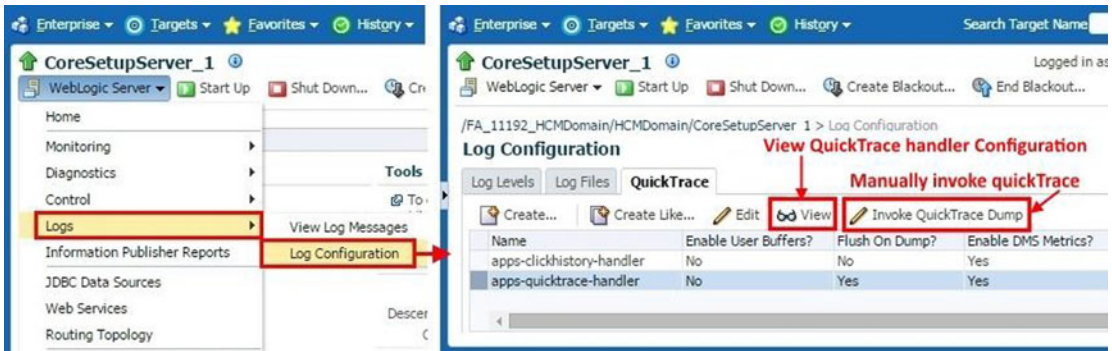 Enterprise Targets Favorites History
CoreSetupServer_1
WebLogic Server Start Up Shut Down...
Home
Monitoring
Diagnostics
Control
Logs
Information Publisher Reports
JDBC Data Sources
Web Services
Routing Topology
View Log Messages
Log Configuration
Tools
To
Descer
Enterprise Targets Favorites History Search Target Name
CoreSetupServer_1 Logged in as
WebLogic Server Start Up Shut Down... Create Blackout... End Blackout...
/FA_11192_HCMDomain/HCMDomain/CoreSetupServer_1 > Log Configuration
Log Configuration View QuickTrace handler Configuration
Log Levels Log Files QuickTrace Manually invoke quickTrace
Create... Create Like... Edit View Invoke QuickTrace Dump
Name Enable User Buffers? Flush On Dump? Enable DMS Metrics?
apps-clickhistory-handler No No Yes
apps-quicktrace-handler No Yes Yes